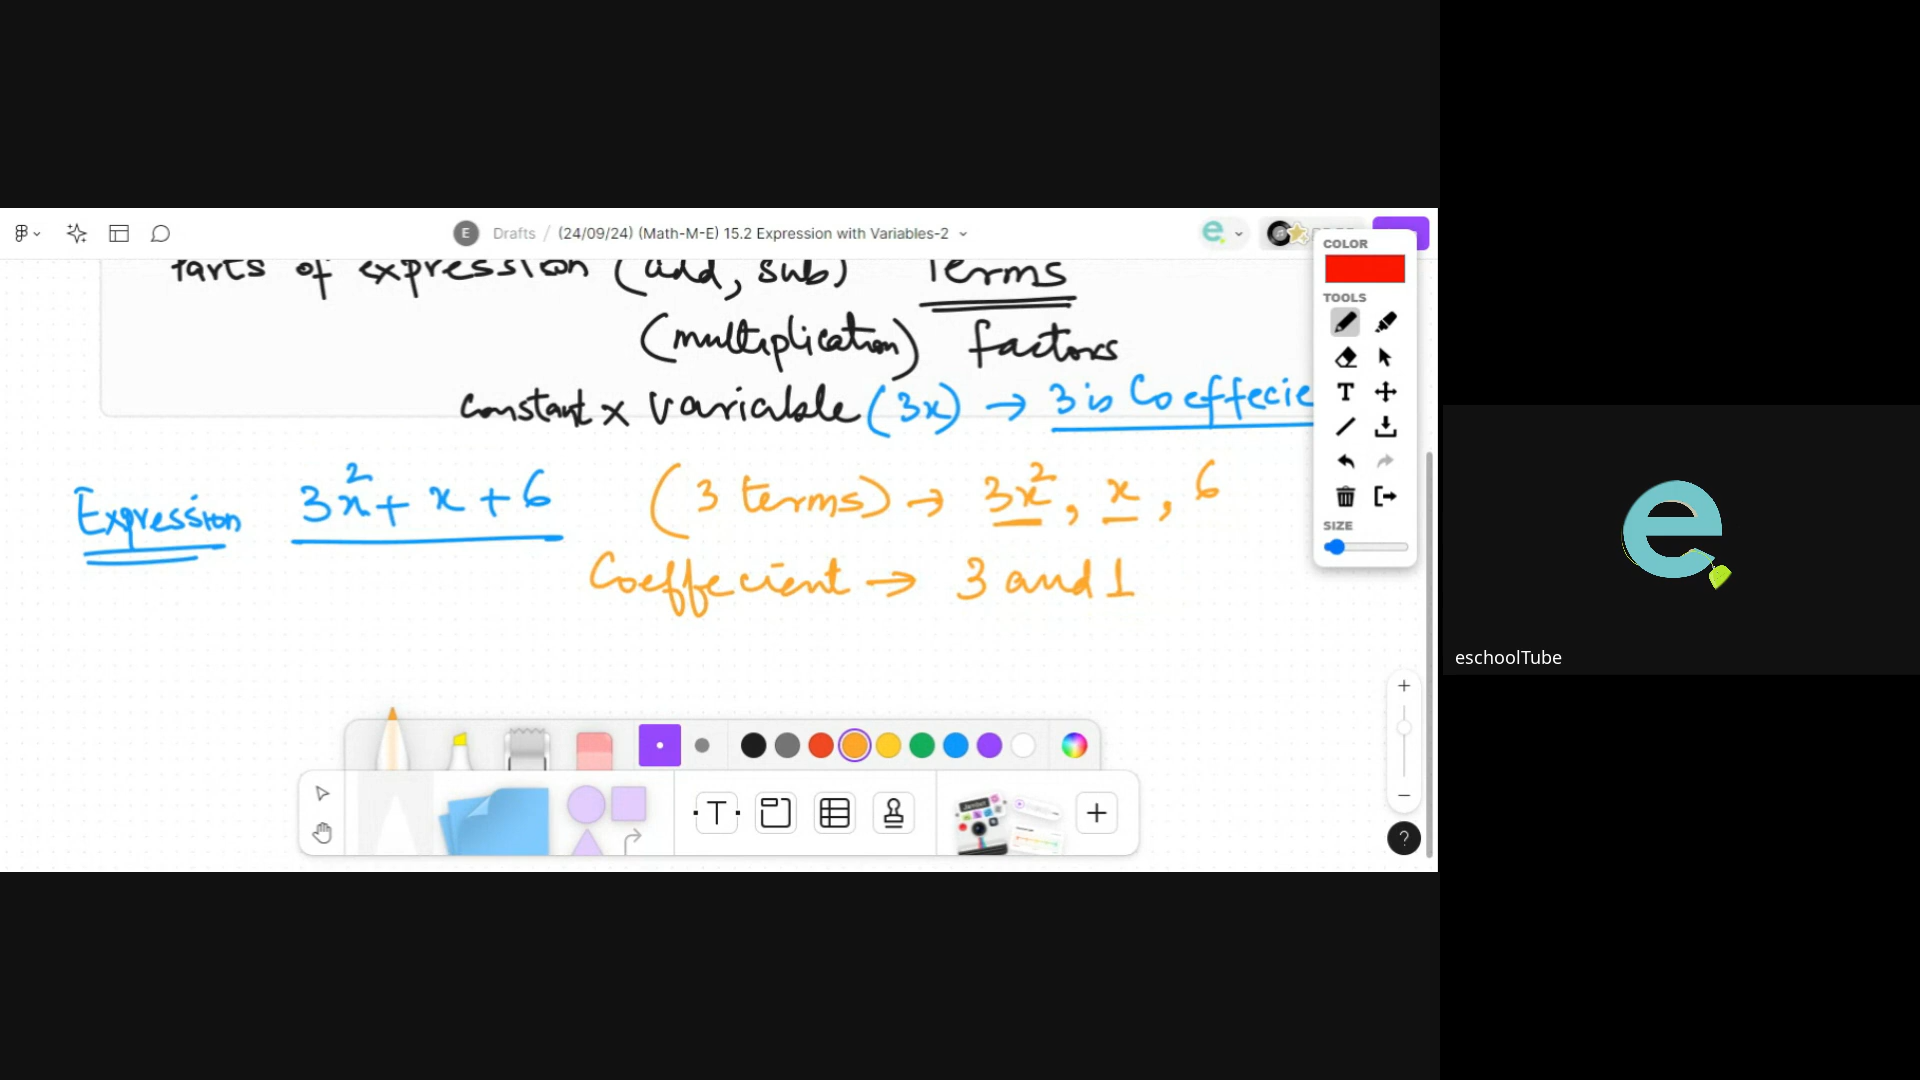 E Drafts / (24/09/24) (Math-M-E) 15.2 Expression with Variables-2
Parts of expression (add, sub) Terms
(multiplication) factors
constant x variable (3x) → 3 is Coeffecie
Expression 3x² + x + 6 (3 terms) → 3x², x, 6
Coeffecient → 3 and 1
COLOR
TOOLS
T
SIZE
T
+
?
eschoolTube